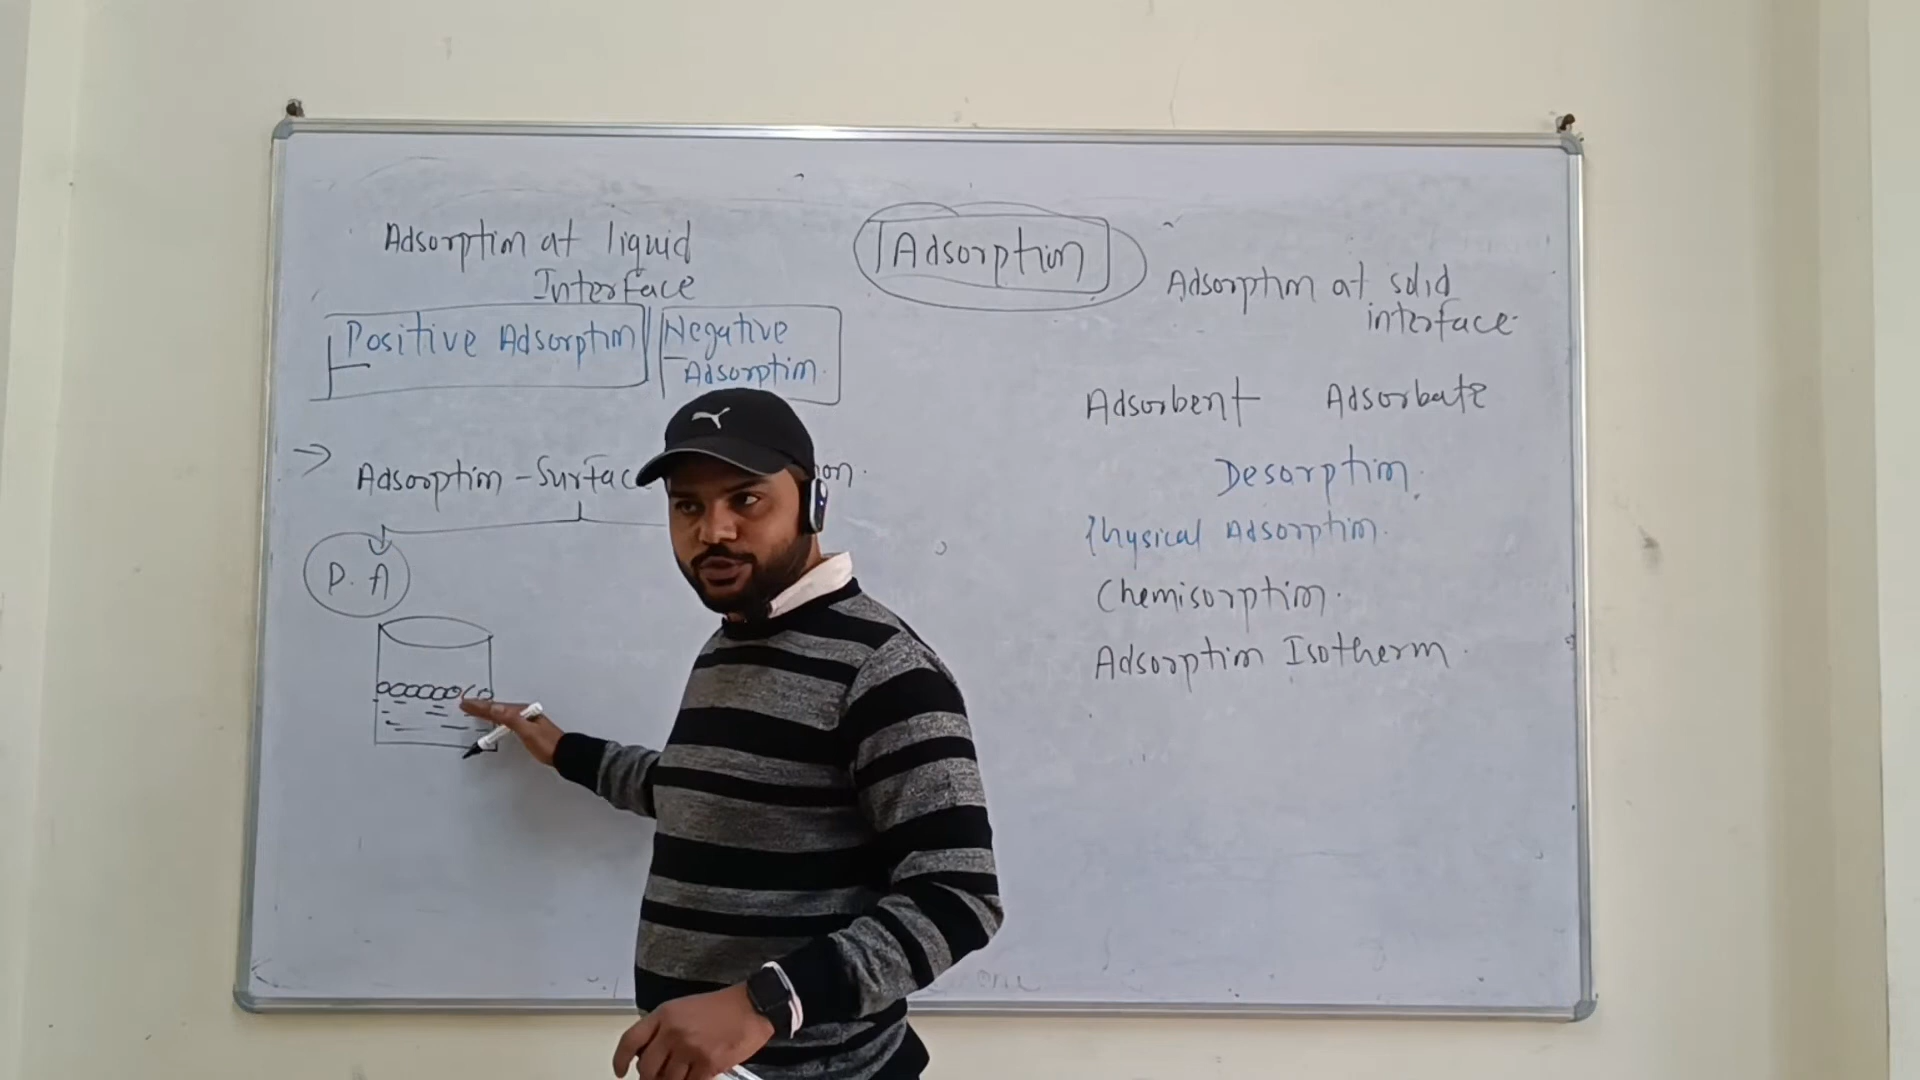 Adsorption at liquid
Interface
Positive Adsorption
Negative
Adsorption.
→ Adsorption - Surface
P. A
Adsorption
Adsorption at solid
interface.
Adsorbent Adsorbate
Desorption.
Physical Adsorption.
Chemisorption.
Adsorption Isotherm.